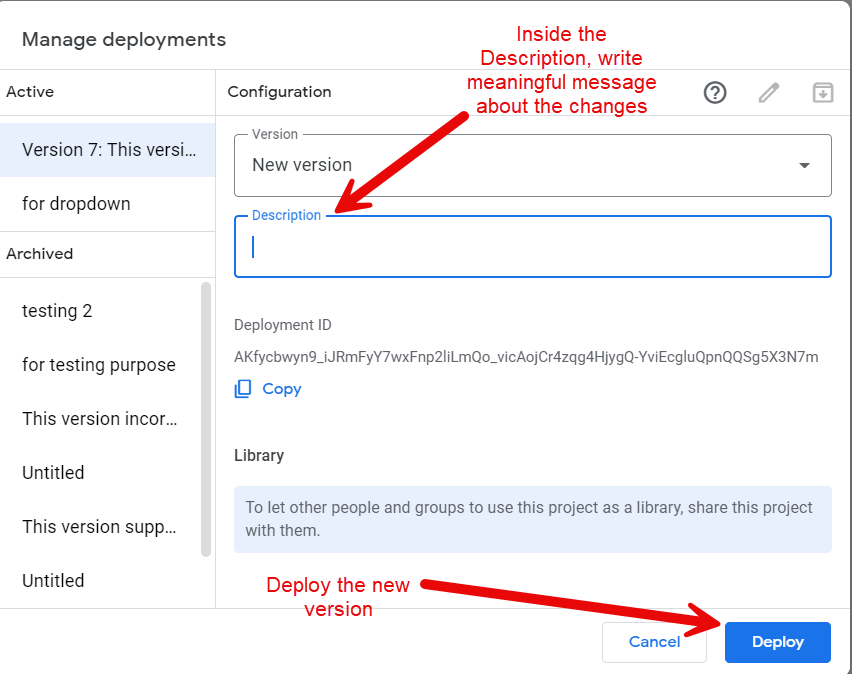 Manage deployments
Inside the
Description, write
meaningful message
about the changes
Active
Configuration
Version 7: This versi...
for dropdown
Archived
testing 2
for testing purpose
This version incor...
Untitled
This version supp...
Untitled
Version
New version
Description
Deployment ID
AKfycbwyn9_iJRmFyY7wxFnp2liLmQo_vicAojCr4zqg4HjygQ-YviEcgluQpnQQSg5X3N7m
Copy
Library
To let other people and groups to use this project as a library, share this project
with them.
Deploy the new
version
Cancel
Deploy